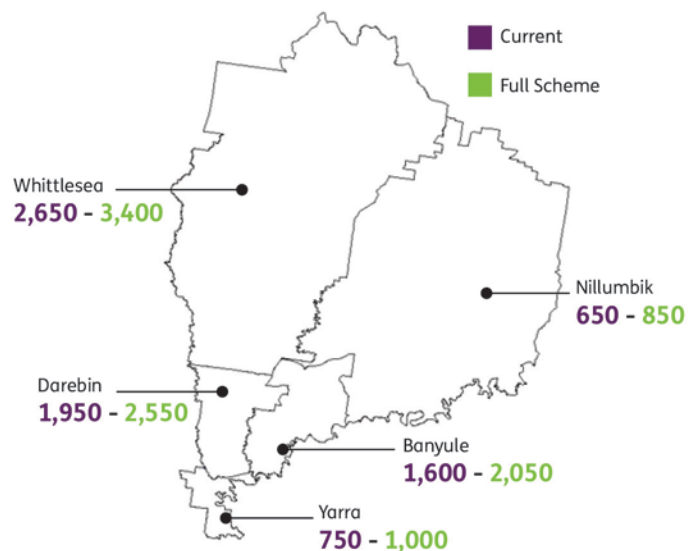 Current
Full Scheme
Whittlesea
2,650 - 3,400
Nillumbik
650 - 850
Darebin
1,950 - 2,550
Banyule
1,600 - 2,050
Yarra
750 - 1,000